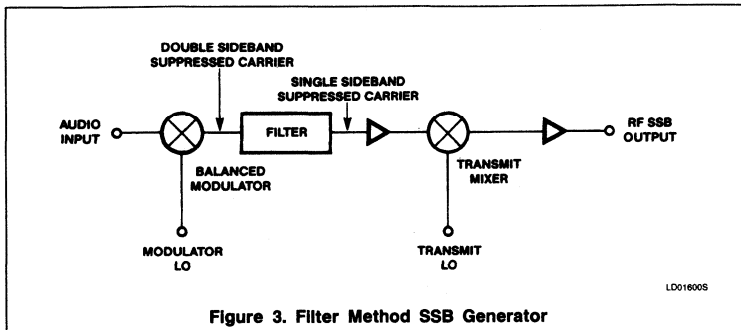 DOUBLE SIDEBAND
SUPPRESSED CARRIER
SINGLE SIDEBAND
SUPPRESSED CARRIER
AUDIO
INPUT
FILTER
RF SSB
OUTPUT
BALANCED
MODULATOR
TRANSMIT
MIXER
MODULATOR
LO
TRANSMIT
LO
LD01600S
Figure 3. Filter Method SSB Generator